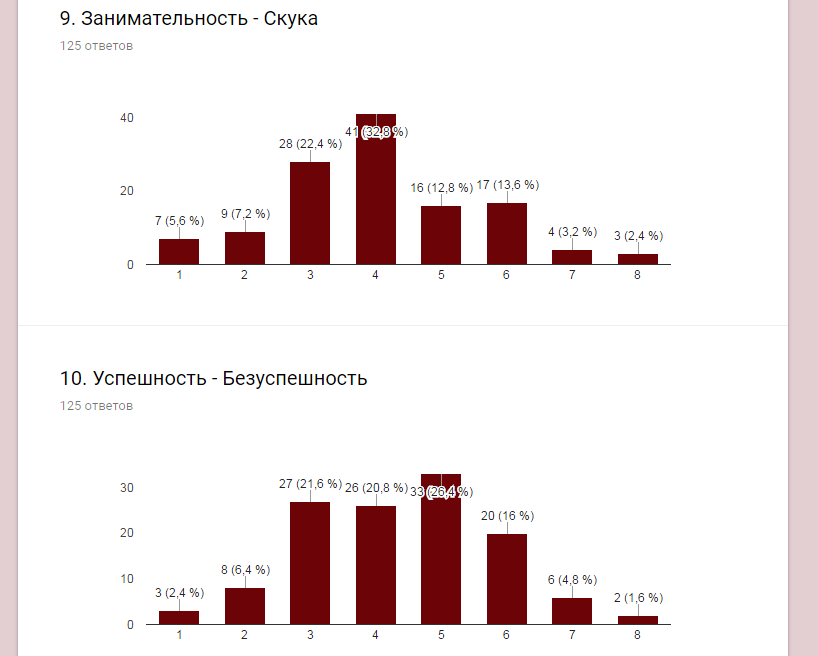 9. Занимательность - Скука
125 ответов
40
41 (32,8 %)
28 (22,4 %)
20
16 (12,8 %) 17 (13,6 %)
7 (5,6 %) 9 (7,2 %)
4 (3,2 %) 3 (2,4 %)
0
1 2 3 4 5 6 7 8
10. Успешность - Безуспешность
125 ответов
30
27 (21,6 %) 26 (20,8 %) 33 (26,4 %)
20 (16 %)
20
8 (6,4 %)
10
6 (4,8 %)
3 (2,4 %)
2 (1,6 %)
0
1 2 3 4 5 6 7 8